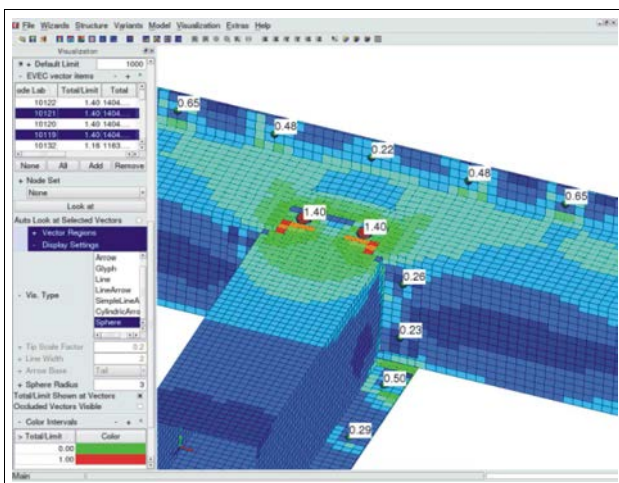 File Wizards Structure Variants Model Visualization Extras Help
Visualization
+ Default Limit 1000
- EVEC vector items - + *
ode Lab Total/Limit Total
10122 1.40 1404....
10121 1.40 1404....
10120 1.40 1404....
10119 1.40 1404....
10132 1.16 1163....
None All Add Remove
+ Node Set
None
Look at
Auto Look at Selected Vectors
+ Vector Regions
- Display Settings
Arrow
Glyph
Line
- Vis. Type
LineArrow
SimpleLineA
CylindricArro
Sphere
+ Tip Scale Factor 0.2
+ Line Width 2
+ Arrow Base Tail
+ Sphere Radius 3
Total/Limit Shown at Vectors
Occluded Vectors Visible
- Color Intervals - + *
> Total/Limit Color
0.00
1.00
Main
0.65
0.48
0.22
0.48
0.65
1.40
1.40
0.26
0.23
0.50
0.29